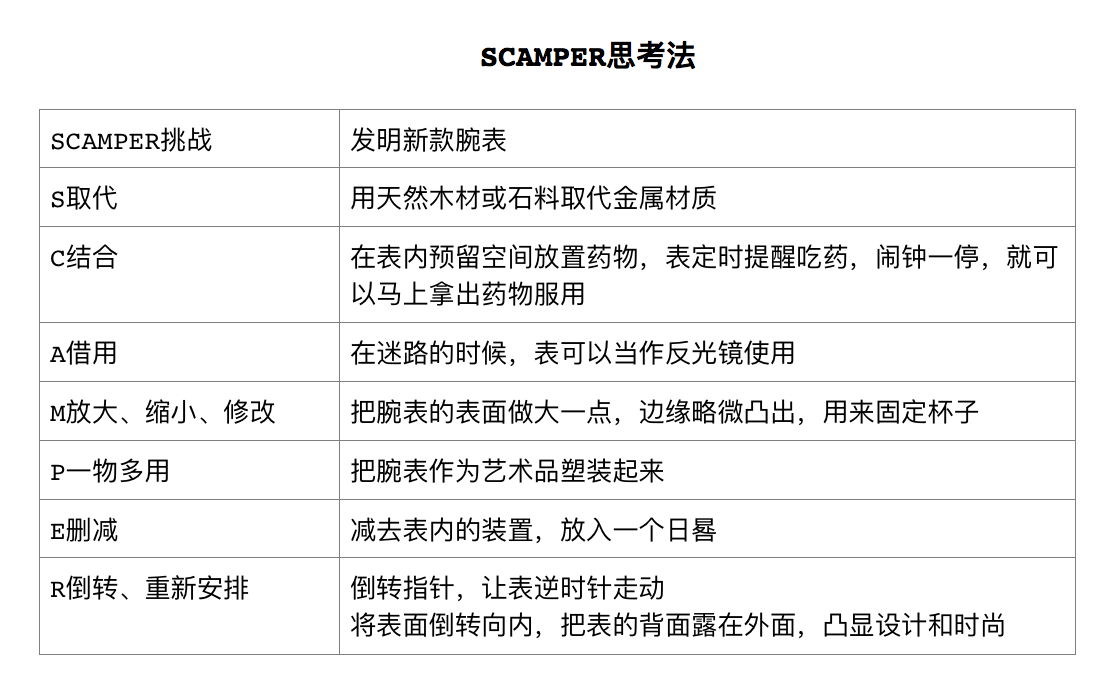 SCAMPER思考法
SCAMPER挑战
发明新款腕表
S取代
用天然木材或石料取代金属材质
C结合
在表内预留空间放置药物，表定时提醒吃药，闹钟一停，就可
以马上拿出药物服用
A借用
在迷路的时候，表可以当作反光镜使用
M放大、缩小、修改
把腕表的表面做大一点，边缘略微凸出，用来固定杯子
P一物多用
把腕表作为艺术品塑装起来
E删减
减去表内的装置，放入一个日晷
R倒转、重新安排
倒转指针，让表逆时针走动
将表面倒转向内，把表的背面露在外面，凸显设计和时尚